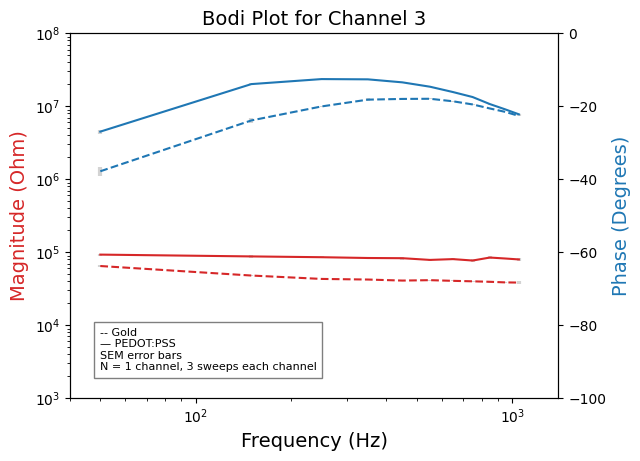 Bodi Plot for Channel 3
Magnitude (Ohm)
10^8
10^7
10^6
10^5
10^4
10^3
-- Gold
— PEDOT:PSS
SEM error bars
N = 1 channel, 3 sweeps each channel
0
−20
−40
−60
−80
−100
Phase (Degrees)
10^2
10^3
Frequency (Hz)